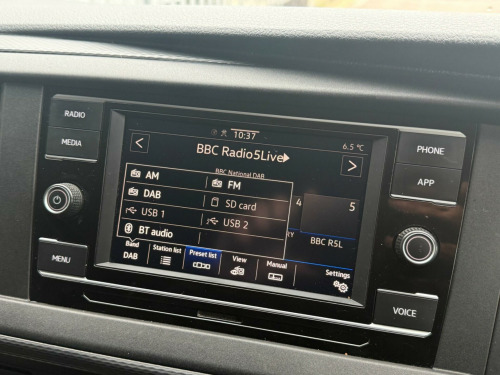 RADIO
MEDIA
MENU
10:37
6.5 °C
< BBC Radio5Live >
BBC National DAB
AM
FM
DAB
SD card
USB 1
USB 2
BT audio
4
5
RY
BBC R5L
Band
DAB
Station list
Preset list
View
Manual
Settings
PHONE
APP
VOICE